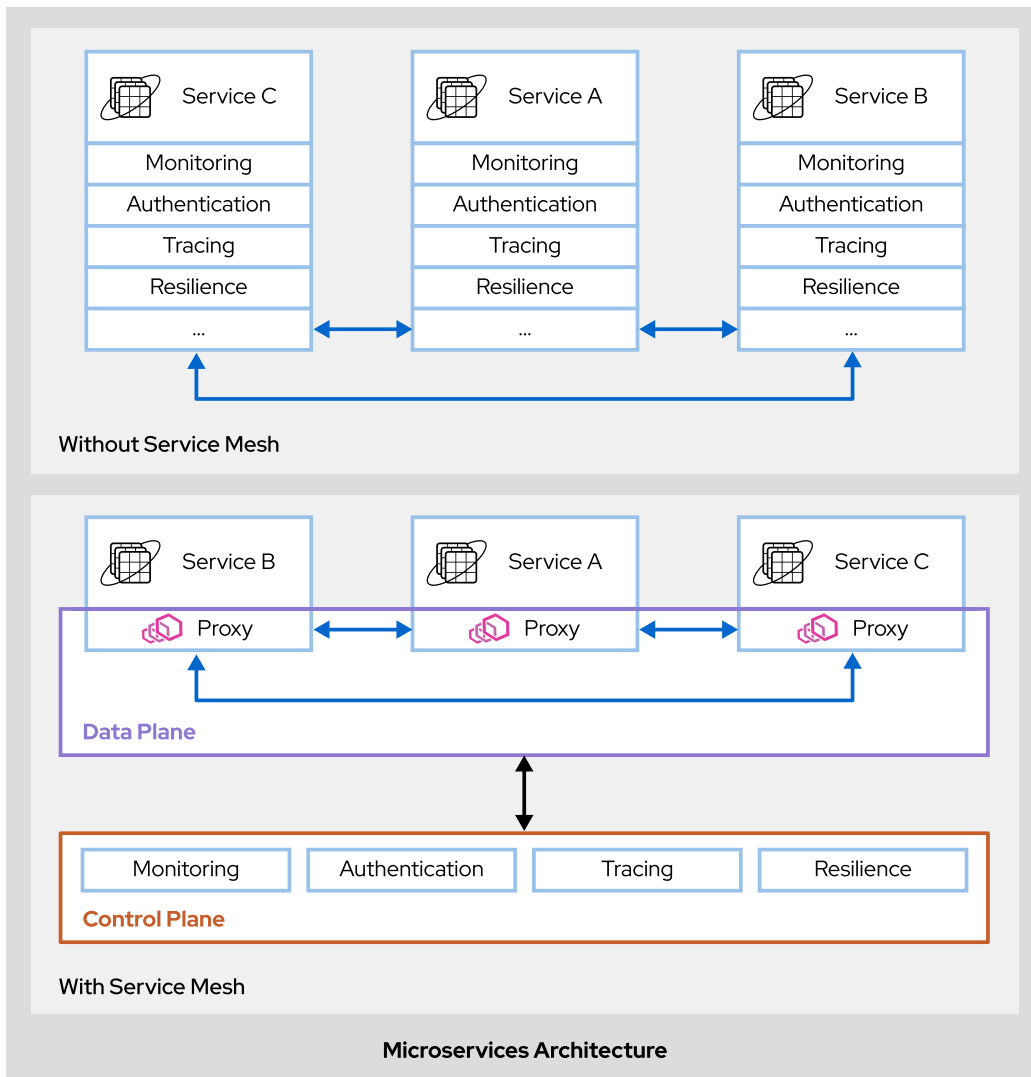 Service C
Service A
Service B
Monitoring
Monitoring
Monitoring
Authentication
Authentication
Authentication
Tracing
Tracing
Tracing
Resilience
Resilience
Resilience
...
...
...
Without Service Mesh
Service B
Service A
Service C
Proxy
Proxy
Proxy
Data Plane
Monitoring
Authentication
Tracing
Resilience
Control Plane
With Service Mesh
Microservices Architecture